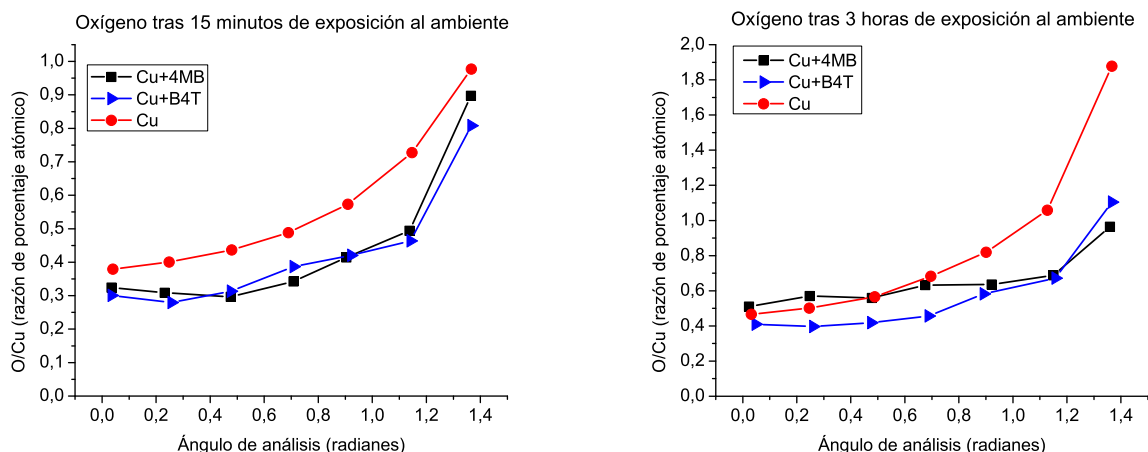 Oxígeno tras 15 minutos de exposición al ambiente
1,0
0,9
0,8
0,7
0,6
0,5
0,4
0,3
0,2
0,1
0,0
O/Cu (razón de porcentaje atómico)
Cu+4MB
Cu+B4T
Cu
0,0 0,2 0,4 0,6 0,8 1,0 1,2 1,4
Ángulo de análisis (radianes)
Oxígeno tras 3 horas de exposición al ambiente
2,0
1,8
1,6
1,4
1,2
1,0
0,8
0,6
0,4
0,2
0,0
O/Cu (razón de porcentaje atómico)
Cu+4MB
Cu+B4T
Cu
0,0 0,2 0,4 0,6 0,8 1,0 1,2 1,4
Ángulo de análisis (radianes)